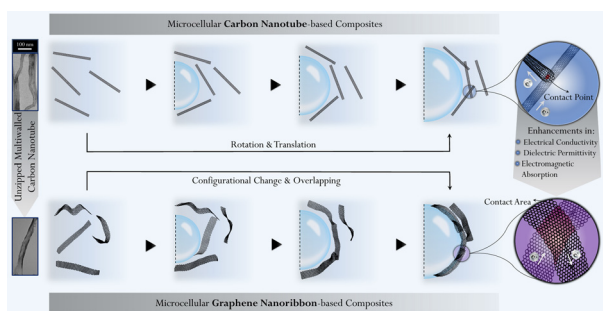 Microcellular Carbon Nanotube-based Composites
100 nm
Unzipped Multiwalled
Carbon Nanotube
Contact Point
Rotation & Translation
Enhancements in:
Electrical Conductivity
Dielectric Permittivity
Electromagnetic
Absorption
Configurational Change & Overlapping
Contact Area
Microcellular Graphene Nanoribbon-based Composites